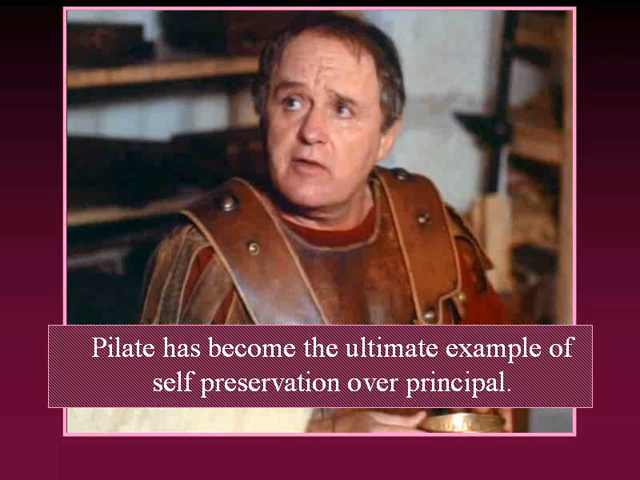 Pilate has become the ultimate example of
self preservation over principal.